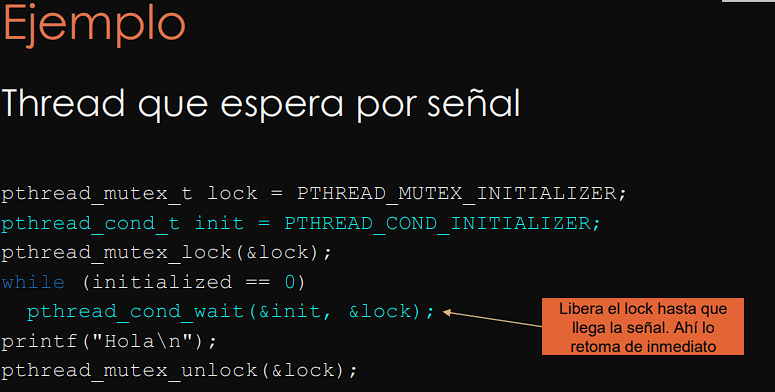 Ejemplo
Thread que espera por señal
pthread_mutex_t lock = PTHREAD_MUTEX_INITIALIZER;
pthread_cond_t init = PTHREAD_COND_INITIALIZER;
pthread_mutex_lock(&lock);
while (initialized == 0)
  pthread_cond_wait(&init, &lock);
Libera el lock hasta que
llega la señal. Ahí lo
retoma de inmediato
printf("Hola\n");
pthread_mutex_unlock(&lock);